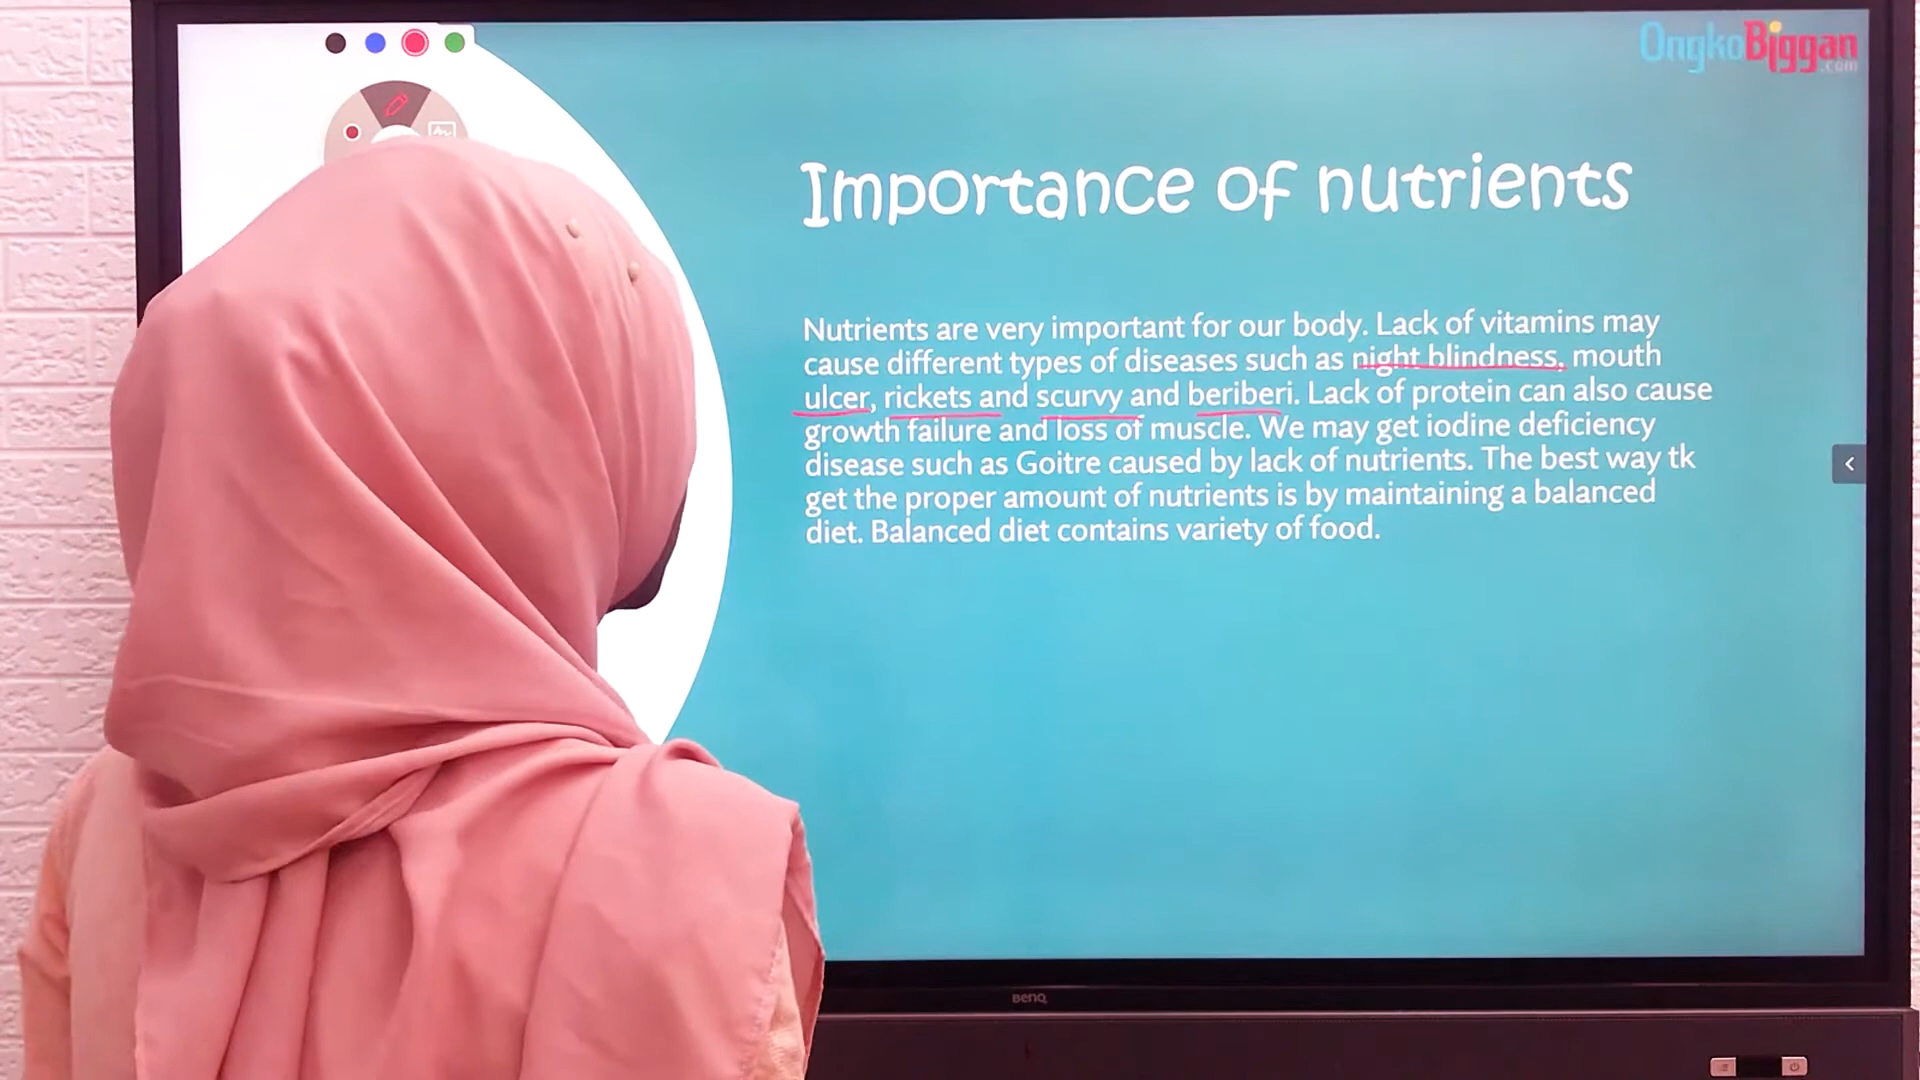 OngkoBiggan
.com
Importance of nutrients
Nutrients are very important for our body. Lack of vitamins may
cause different types of diseases such as night blindness, mouth
ulcer, rickets and scurvy and beriberi. Lack of protein can also cause
growth failure and loss of muscle. We may get iodine deficiency
disease such as Goitre caused by lack of nutrients. The best way tk
get the proper amount of nutrients is by maintaining a balanced
diet. Balanced diet contains variety of food.
BenQ